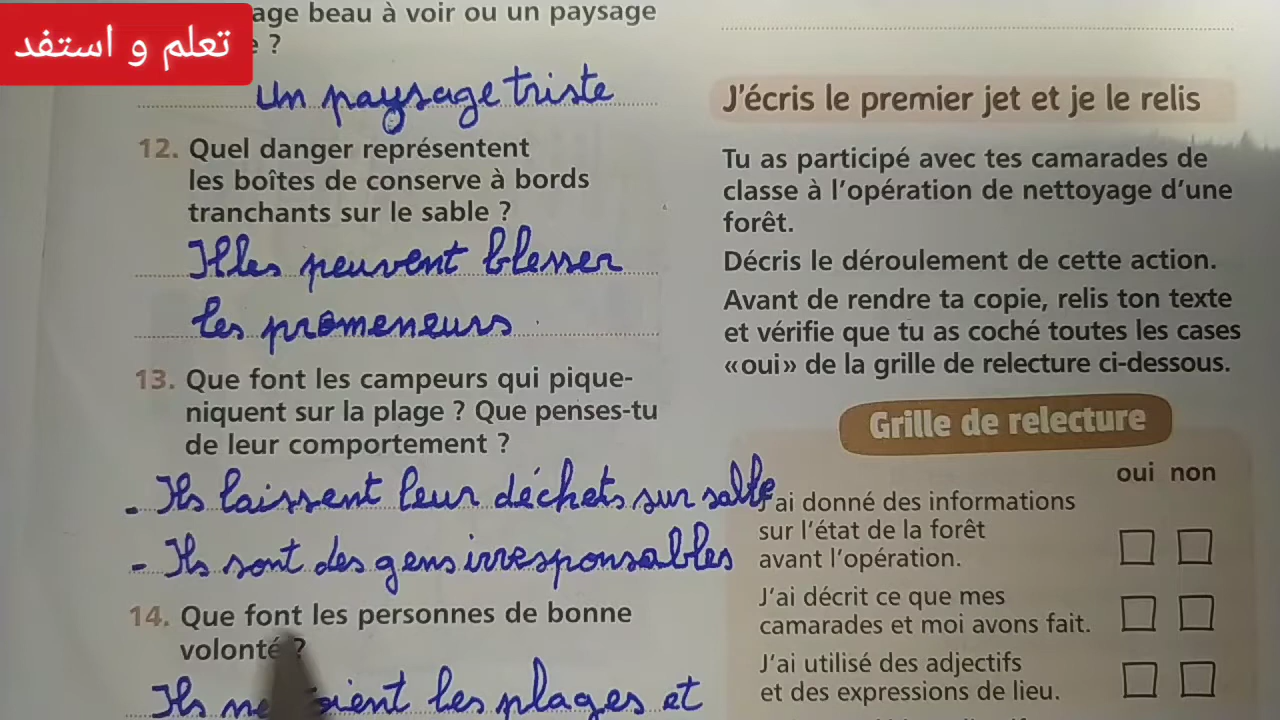 تعلم و استفد
age beau à voir ou un paysage
e ?
un paysage triste
12. Quel danger représentent
les boîtes de conserve à bords
tranchants sur le sable ?
Illes peuvent blesser
les promeneurs
13. Que font les campeurs qui pique-
niquent sur la plage ? Que penses-tu
de leur comportement ?
- Ils laissent leur déchets sur sable
- Ils sont des gens irresponsables
14. Que font les personnes de bonne
volonté ?
Ils les plages et
J'écris le premier jet et je le relis
Tu as participé avec tes camarades de
classe à l'opération de nettoyage d'une
forêt.
Décris le déroulement de cette action.
Avant de rendre ta copie, relis ton texte
et vérifie que tu as coché toutes les cases
«oui» de la grille de relecture ci-dessous.
Grille de relecture
oui non
J'ai donné des informations
sur l'état de la forêt
avant l'opération.
J'ai décrit ce que mes
camarades et moi avons fait.
J'ai utilisé des adjectifs
et des expressions de lieu.